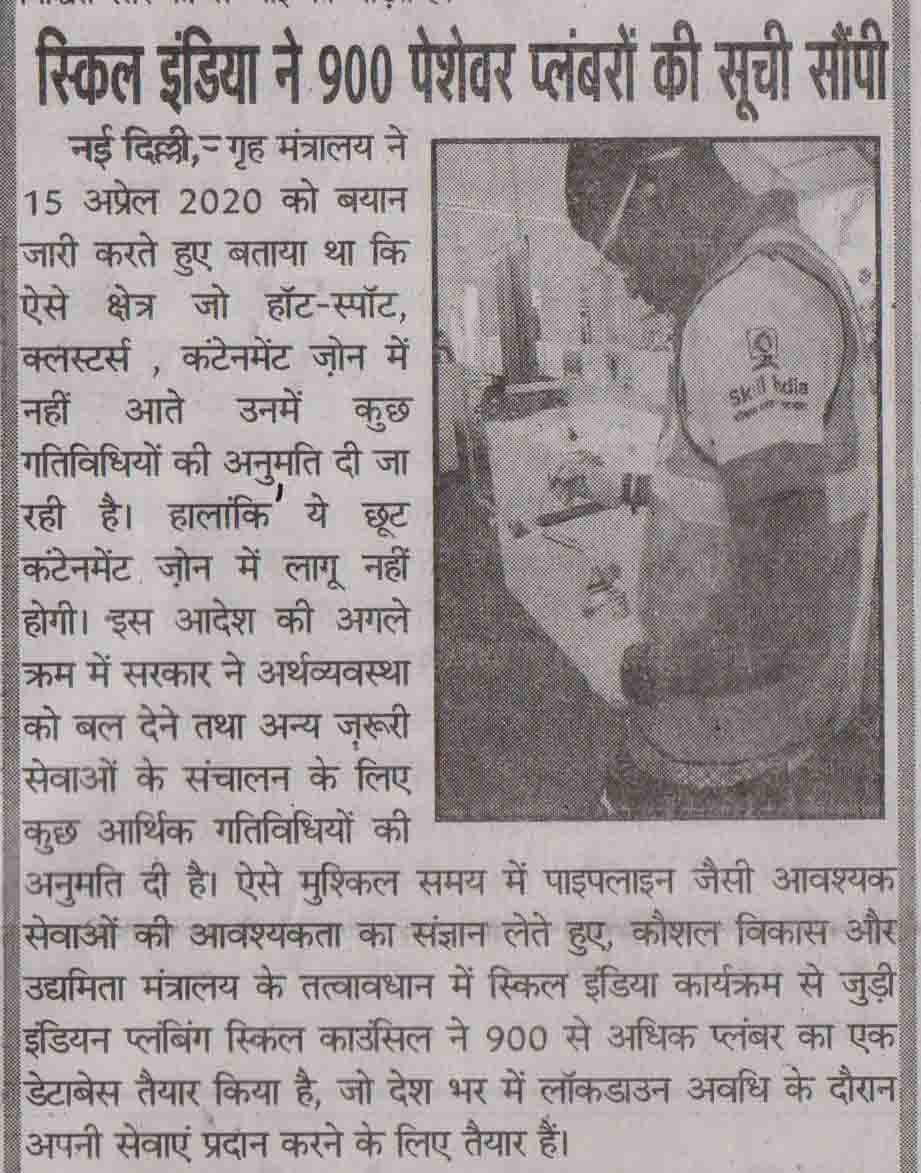 स्किल इंडिया ने 900 पेशेवर प्लंबरों की सूची सौंपी
नई दिल्ली,- गृह मंत्रालय ने
15 अप्रेल 2020 को बयान
जारी करते हुए बताया था कि
ऐसे क्षेत्र जो हॉट-स्पॉट,
क्लस्टर्स , कंटेनमेंट ज़ोन में
नहीं आते उनमें कुछ
गतिविधियों की अनुमति दी जा
रही है। हालांकि ये छूट
कंटेनमेंट ज़ोन में लागू नहीं
होगी। इस आदेश की अगले
क्रम में सरकार ने अर्थव्यवस्था
को बल देने तथा अन्य ज़रूरी
सेवाओं के संचालन के लिए
कुछ आर्थिक गतिविधियों की
अनुमति दी है। ऐसे मुश्किल समय में पाइपलाइन जैसी आवश्यक
सेवाओं की आवश्यकता का संज्ञान लेते हुए, कौशल विकास और
उद्यमिता मंत्रालय के तत्वावधान में स्किल इंडिया कार्यक्रम से जुड़ी
इंडियन प्लंबिंग स्किल काउंसिल ने 900 से अधिक प्लंबर का एक
डेटाबेस तैयार किया है, जो देश भर में लॉकडाउन अवधि के दौरान
अपनी सेवाएं प्रदान करने के लिए तैयार हैं।
Skill India